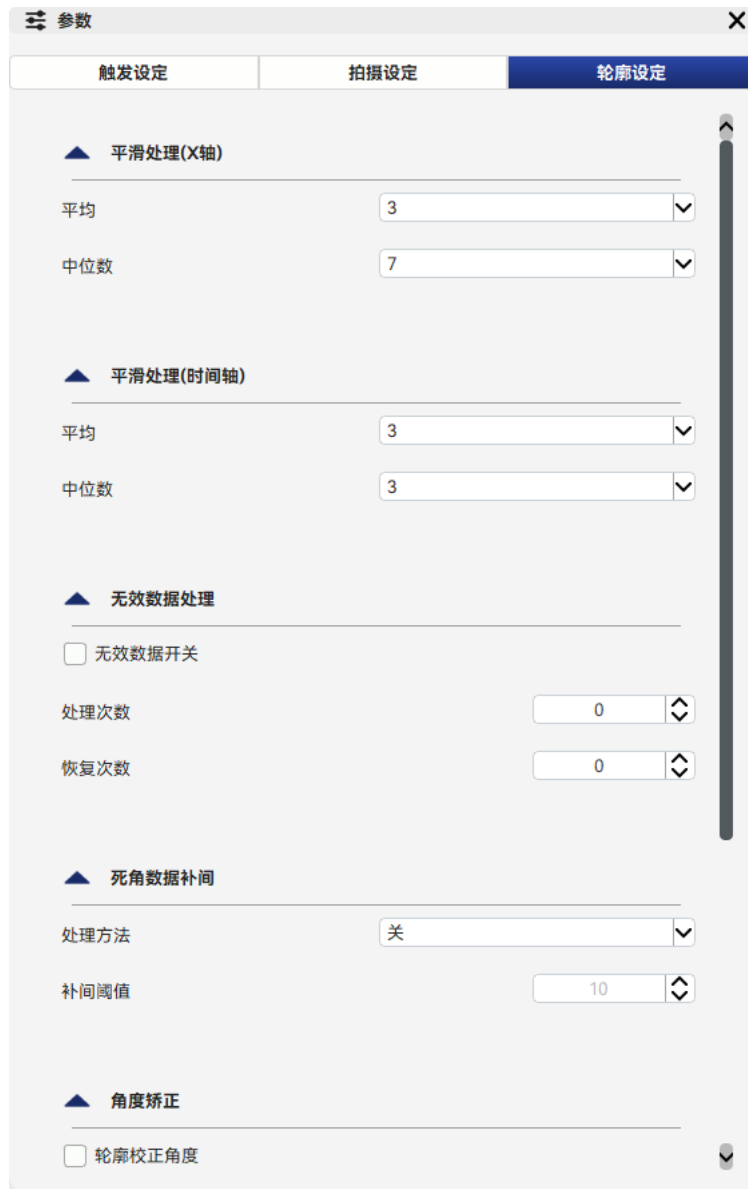 参数
触发设定 拍摄设定 轮廓设定
平滑处理(X轴)
平均 3
中位数 7
平滑处理(时间轴)
平均 3
中位数 3
无效数据处理
无效数据开关
处理次数 0
恢复次数 0
死角数据补间
处理方法 关
补间阈值 10
角度矫正
轮廓校正角度